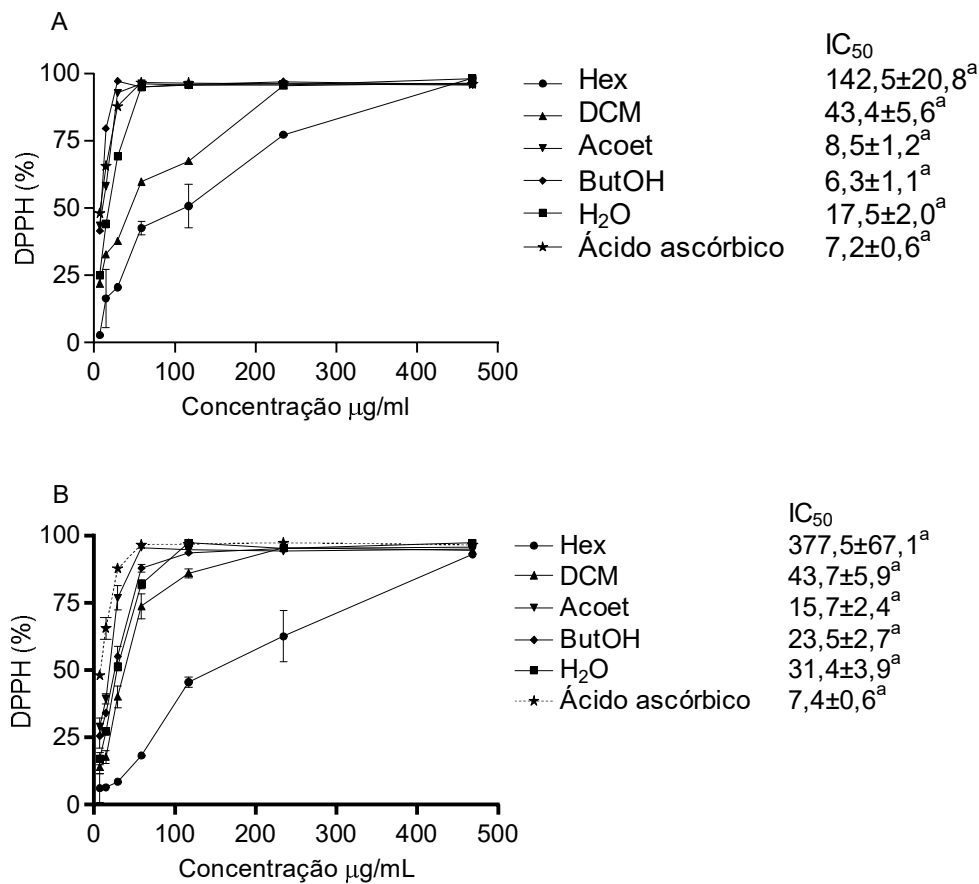 A
IC50
Hex 142,5±20,8a
DCM 43,4±5,6a
Acoet 8,5±1,2a
ButOH 6,3±1,1a
H2O 17,5±2,0a
Ácido ascórbico 7,2±0,6a
DPPH (%)
100
75
50
25
0
0 100 200 300 400 500
Concentração μg/ml
B
IC50
Hex 377,5±67,1a
DCM 43,7±5,9a
Acoet 15,7±2,4a
ButOH 23,5±2,7a
H2O 31,4±3,9a
Ácido ascórbico 7,4±0,6a
DPPH (%)
100
75
50
25
0
0 100 200 300 400 500
Concentração μg/mL